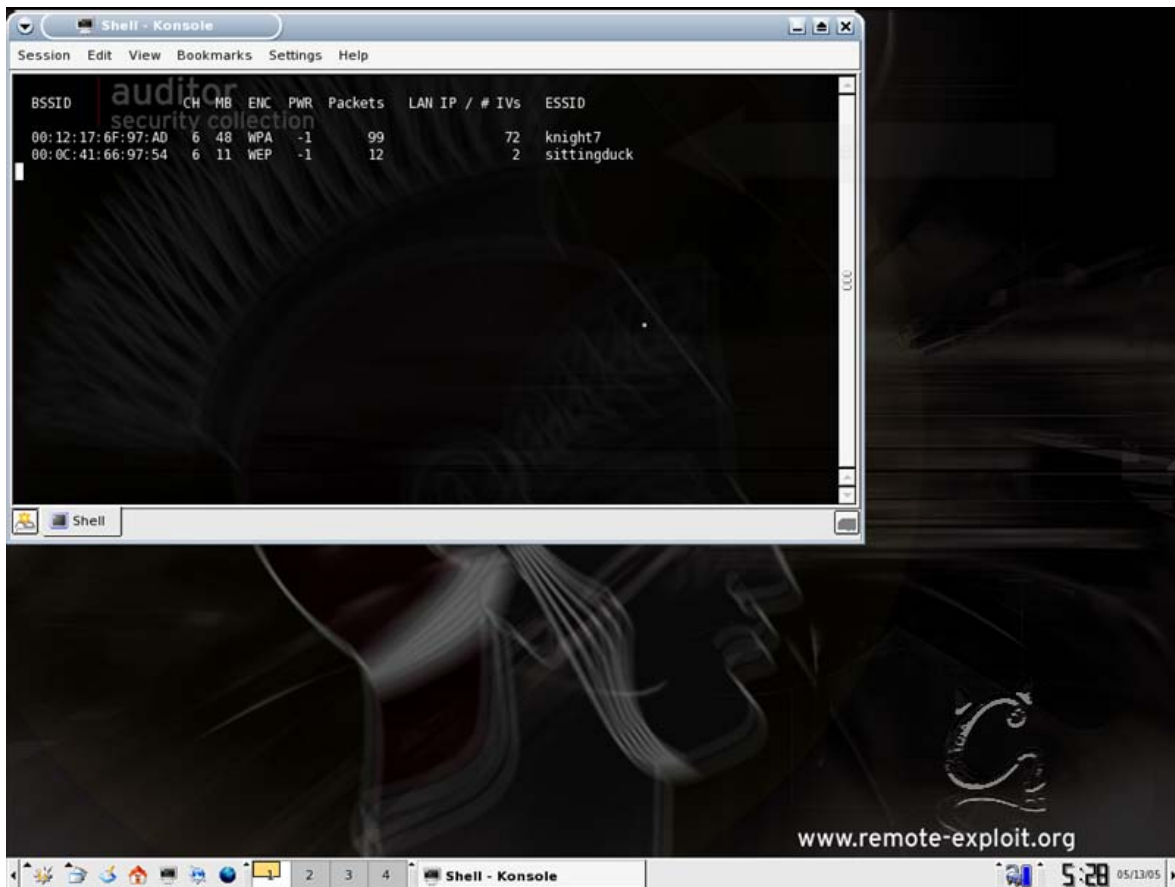 Shell - Konsole
Session Edit View Bookmarks Settings Help
auditor
security collection
BSSID CH MB ENC PWR Packets LAN IP / # IVs ESSID
00:12:17:6F:97:AD 6 48 WPA -1 99 72 knight7
00:0C:41:66:97:54 6 11 WEP -1 12 2 sittingduck
Shell
www.remote-exploit.org
1 2 3 4 Shell - Konsole 5:28 05/13/05